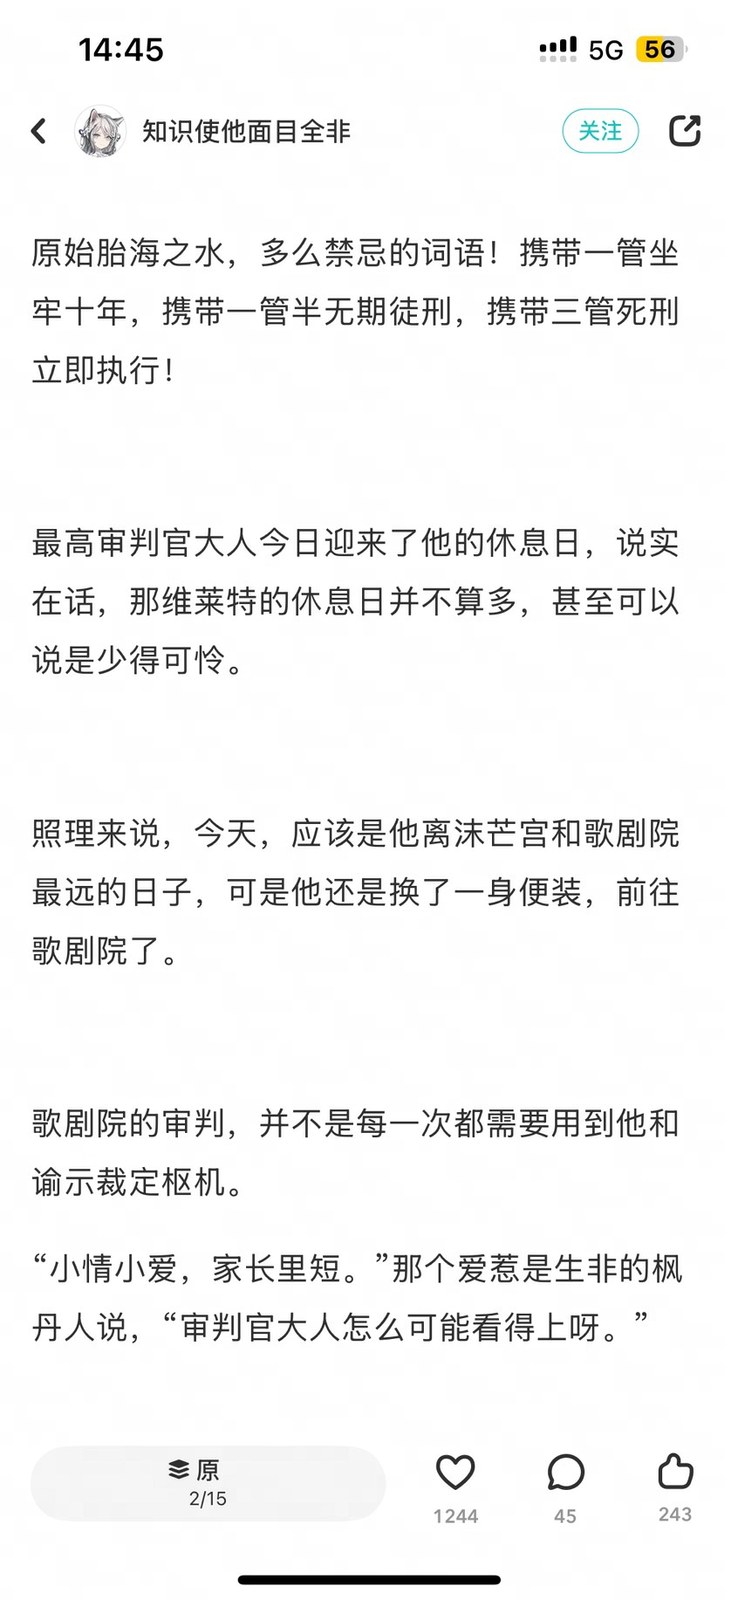 14:45
5G 56
知识使他面目全非
关注
原始胎海之水，多么禁忌的词语！携带一管坐
牢十年，携带一管半无期徒刑，携带三管死刑
立即执行！
最高审判官大人今日迎来了他的休息日，说实
在话，那维莱特的休息日并不算多，甚至可以
说是少得可怜。
照理来说，今天，应该是他离沫芒宫和歌剧院
最远的日子，可是他还是换了一身便装，前往
歌剧院了。
歌剧院的审判，并不是每一次都需要用到他和
谕示裁定枢机。
“小情小爱，家长里短。”那个爱惹是生非的枫
丹人说，“审判官大人怎么可能看得上呀。”
原
2/15
1244
45
243